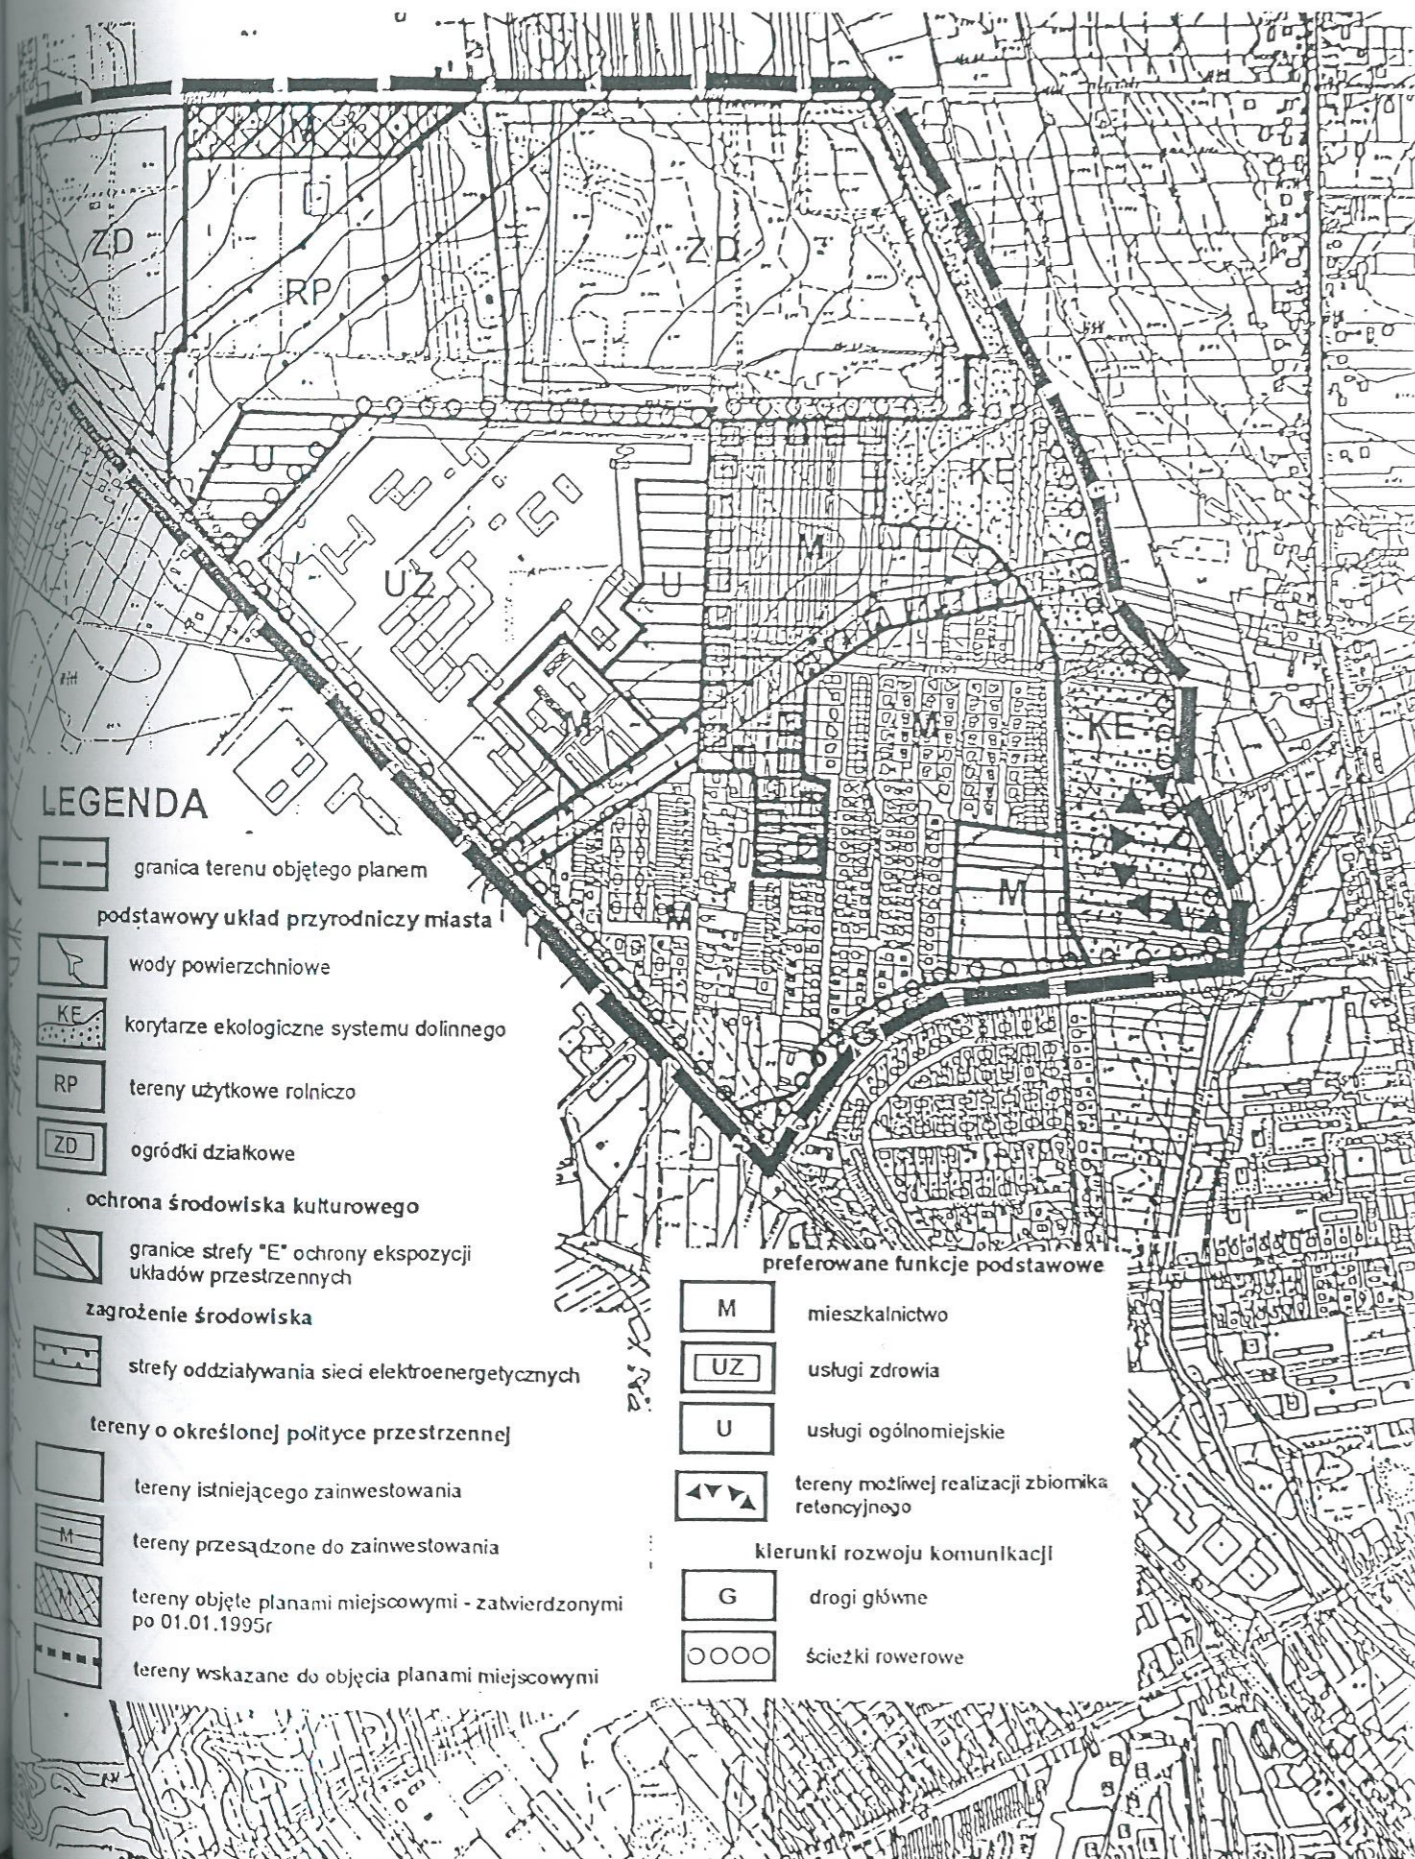 U
M
ZD
ZD
RP
U
KE
M
UZ
U
M
M
KE
M
M
U
LEGENDA
granica terenu objętego planem
podstawowy układ przyrodniczy miasta
wody powierzchniowe
KE
korytarze ekologiczne systemu dolinnego
RP
tereny użytkowe rolniczo
ZD
ogródki działkowe
ochrona środowiska kulturowego
granice strefy "E" ochrony ekspozycji
układów przestrzennych
zagrożenie środowiska
strefy oddziaływania sieci elektroenergetycznych
tereny o określonej polityce przestrzennej
tereny istniejącego zainwestowania
M
tereny przesądzone do zainwestowania
M
tereny objęte planami miejscowymi - zatwierdzonymi
po 01.01.1995r
tereny wskazane do objęcia planami miejscowymi
preferowane funkcje podstawowe
M
mieszkalnictwo
UZ
usługi zdrowia
U
usługi ogólnomiejskie
tereny możliwej realizacji zbiornika
retencyjnego
kierunki rozwoju komunikacji
G
drogi główne
ścieżki rowerowe